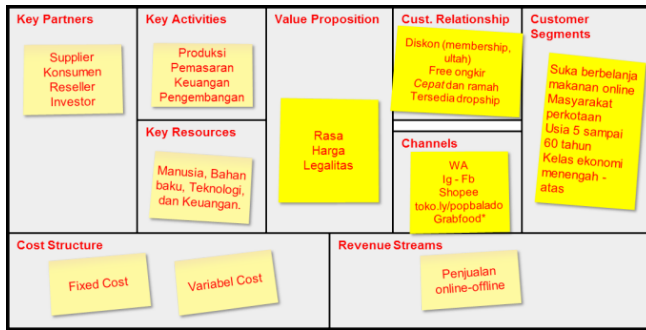 Key Partners
Supplier
Konsumen
Reseller
Investor
Key Activities
Produksi
Pemasaran
Keuangan
Pengembangan
Key Resources
Manusia, Bahan
baku, Teknologi,
dan Keuangan.
Value Proposition
Rasa
Harga
Legalitas
Cust. Relationship
Diskon (membership,
ultah)
Free ongkir
Cepat dan ramah
Tersedia dropship
Channels
WA
Ig - Fb
Shopee
toko.ly/popbalado
Grabfood*
Customer
Segments
Suka berbelanja
makanan online
Masyarakat
perkotaan
Usia 5 sampai
60 tahun
Kelas ekonomi
menengah -
atas
Cost Structure
Fixed Cost
Variabel Cost
Revenue Streams
Penjualan
online-offline